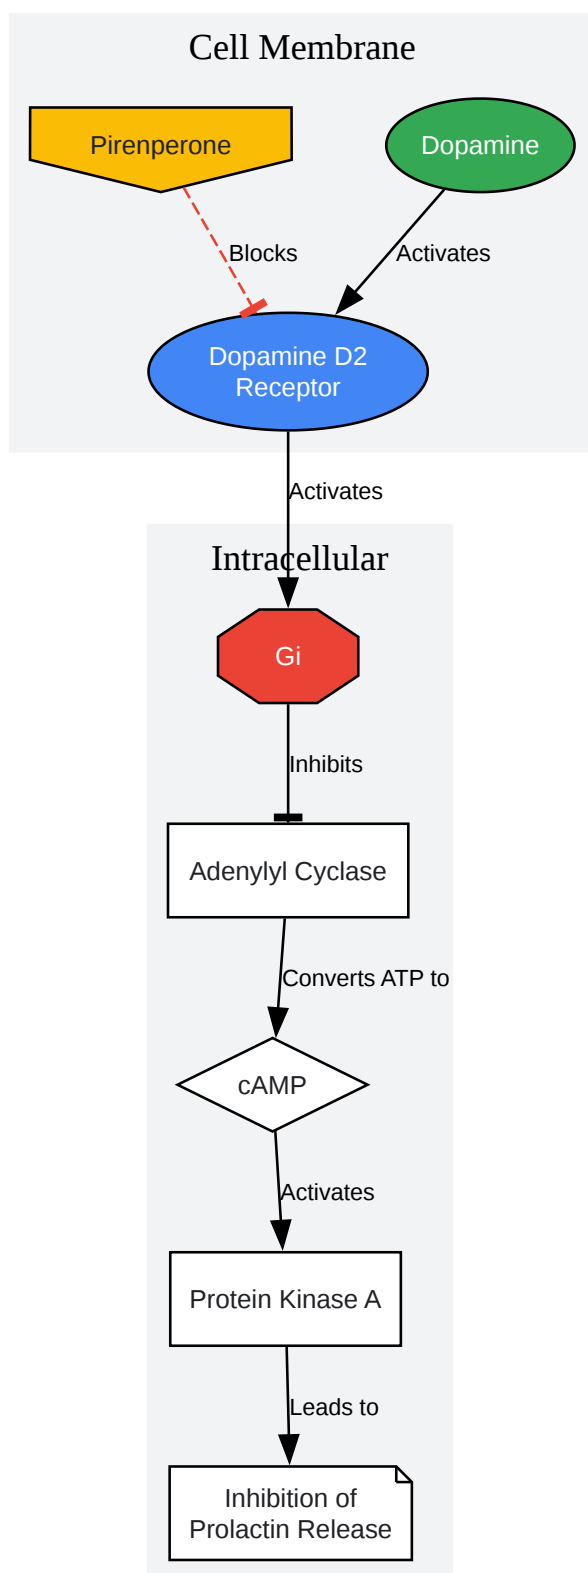 Cell Membrane
Pirenperone
Dopamine
Blocks
Activates
Dopamine D2
Receptor
Activates
Intracellular
Gi
Inhibits
Adenylyl Cyclase
Converts ATP to
cAMP
Activates
Protein Kinase A
Leads to
Inhibition of
Prolactin Release